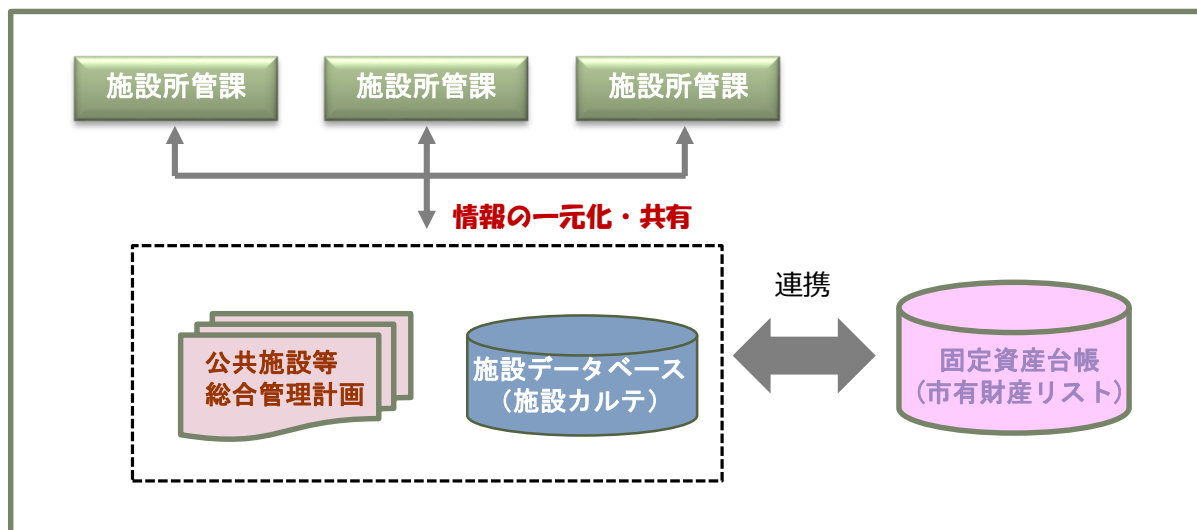 施設所管課
施設所管課
施設所管課
情報の一元化・共有
連携
公共施設等
総合管理計画
施設データベース
（施設カルテ）
固定資産台帳
（市有財産リスト）